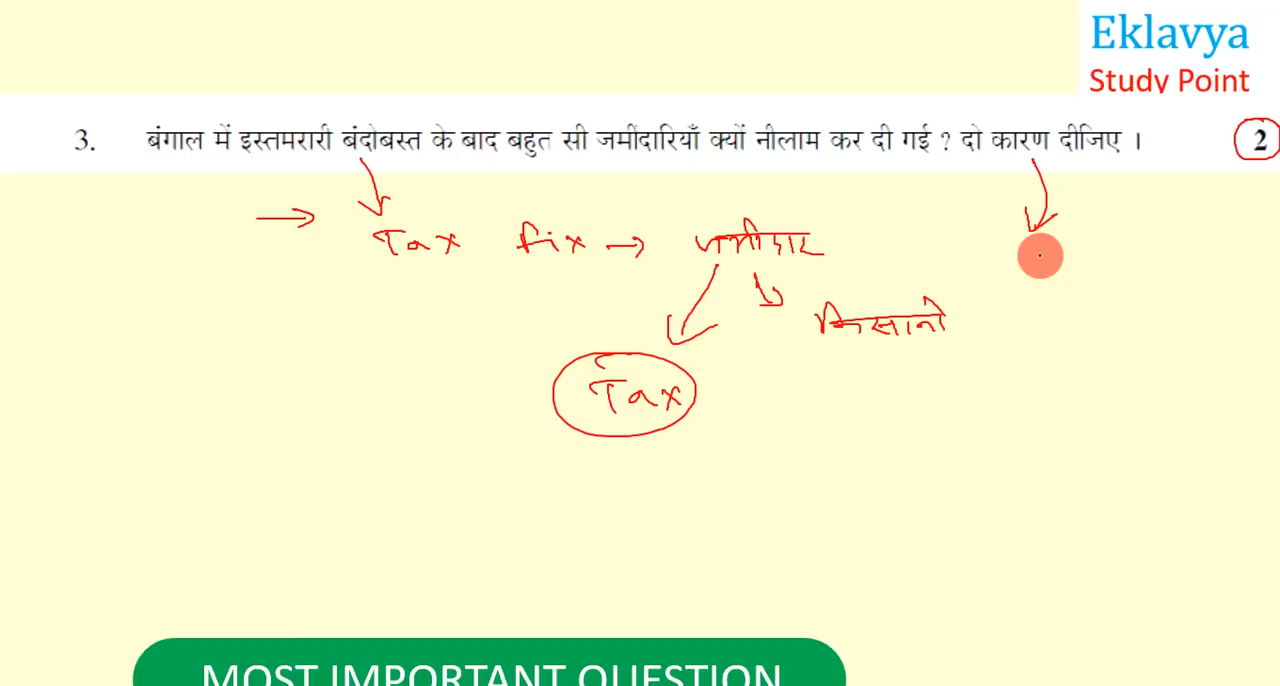 Eklavya
Study Point
3. बंगाल में इस्तमरारी बंदोबस्त के बाद बहुत सी जमींदारियाँ क्यों नीलाम कर दी गई ? दो कारण दीजिए । 2
Tax fix → जमीदार
किसानो
Tax
MOST IMPORTANT QUESTION